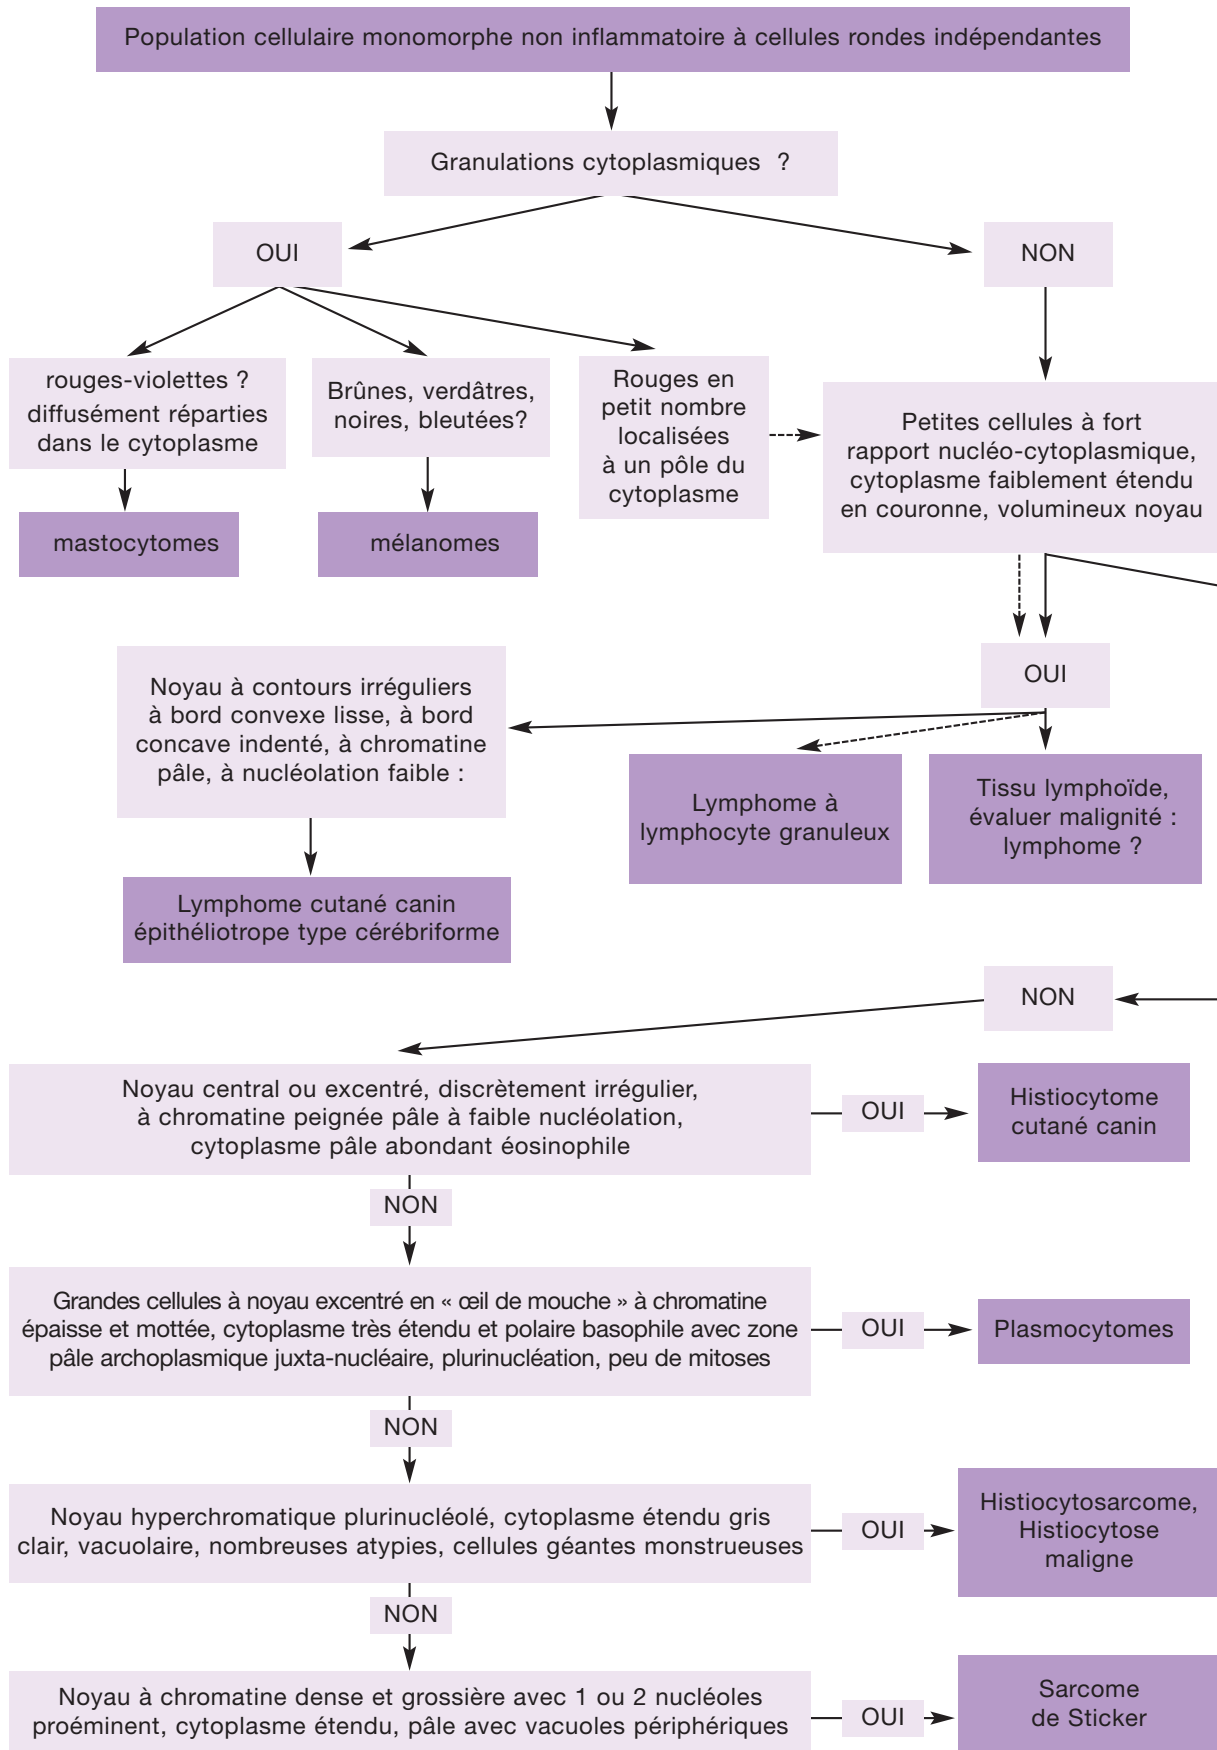 Population cellulaire monomorphe non inflammatoire à cellules rondes indépendantes
Granulations cytoplasmiques ?
OUI
NON
rouges-violettes ?
diffusément réparties
dans le cytoplasme
Brûnes, verdâtres,
noires, bleutées?
Rouges en
petit nombre
localisées
à un pôle du
cytoplasme
Petites cellules à fort
rapport nucléo-cytoplasmique,
cytoplasme faiblement étendu
en couronne, volumineux noyau
mastocytomes
mélanomes
OUI
Noyau à contours irréguliers
à bord convexe lisse, à bord
concave indenté, à chromatine
pâle, à nucléolation faible :
Lymphome à
lymphocyte granuleux
Tissu lymphoïde,
évaluer malignité :
lymphome ?
Lymphome cutané canin
épithéliotrope type cérébriforme
NON
Noyau central ou excentré, discrètement irrégulier,
à chromatine peignée pâle à faible nucléolation,
cytoplasme pâle abondant éosinophile
OUI
Histiocytome
cutané canin
NON
Grandes cellules à noyau excentré en « œil de mouche » à chromatine
épaisse et mottée, cytoplasme très étendu et polaire basophile avec zone
pâle archoplasmique juxta-nucléaire, plurinucléation, peu de mitoses
OUI
Plasmocytomes
NON
Noyau hyperchromatique plurinucléolé, cytoplasme étendu gris
clair, vacuolaire, nombreuses atypies, cellules géantes monstrueuses
OUI
Histiocytosarcome,
Histiocytose
maligne
NON
Noyau à chromatine dense et grossière avec 1 ou 2 nucléoles
proéminent, cytoplasme étendu, pâle avec vacuoles périphériques
OUI
Sarcome
de Sticker